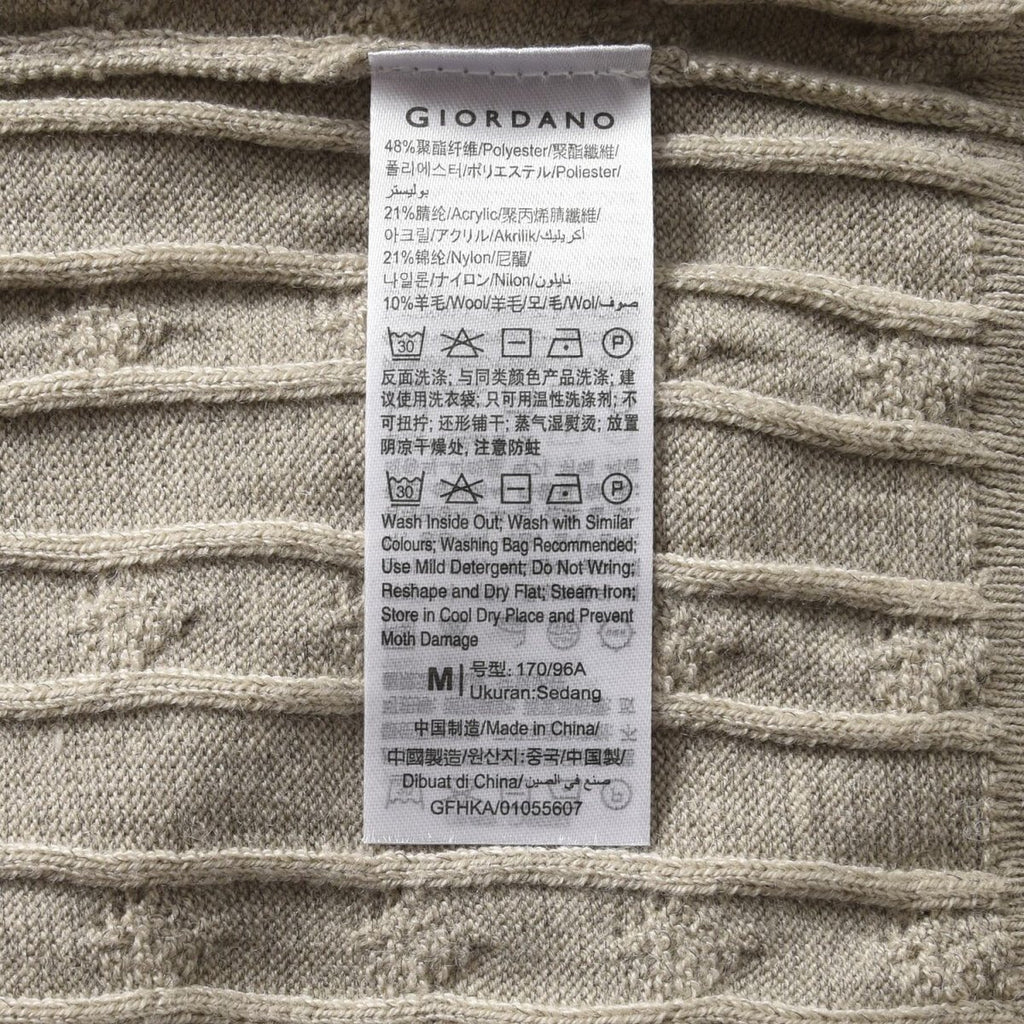 GIORDANO
48%聚酯纤维/Polyester/聚酯纖維/
폴리에스터/ポリエステル/Poliester/
بوليستر
21%腈纶/Acrylic/聚丙烯腈纖維/
아크릴/アクリル/Akrilik/أكريليك
21%锦纶/Nylon/尼龍/
나일론/ナイロン/Nilon/نايلون
10%羊毛/Wool/羊毛/모/毛/Wol/صوف
30 P
反面洗涤; 与同类颜色产品洗涤; 建
议使用洗衣袋; 只可用温性洗涤剂; 不
可扭拧; 还形铺干; 蒸气湿熨烫; 放置
阴凉干燥处, 注意防蛀
30 P
Wash Inside Out; Wash with Similar
Colours; Washing Bag Recommended;
Use Mild Detergent; Do Not Wring;
Reshape and Dry Flat; Steam Iron;
Store in Cool Dry Place and Prevent
Moth Damage
M 号型: 170/96A
Ukuran:Sedang
中国制造/Made in China/
中國製造/원산지:중국/中国製/
Dibuat di China/صنع في الصين
GFHKA/01055607